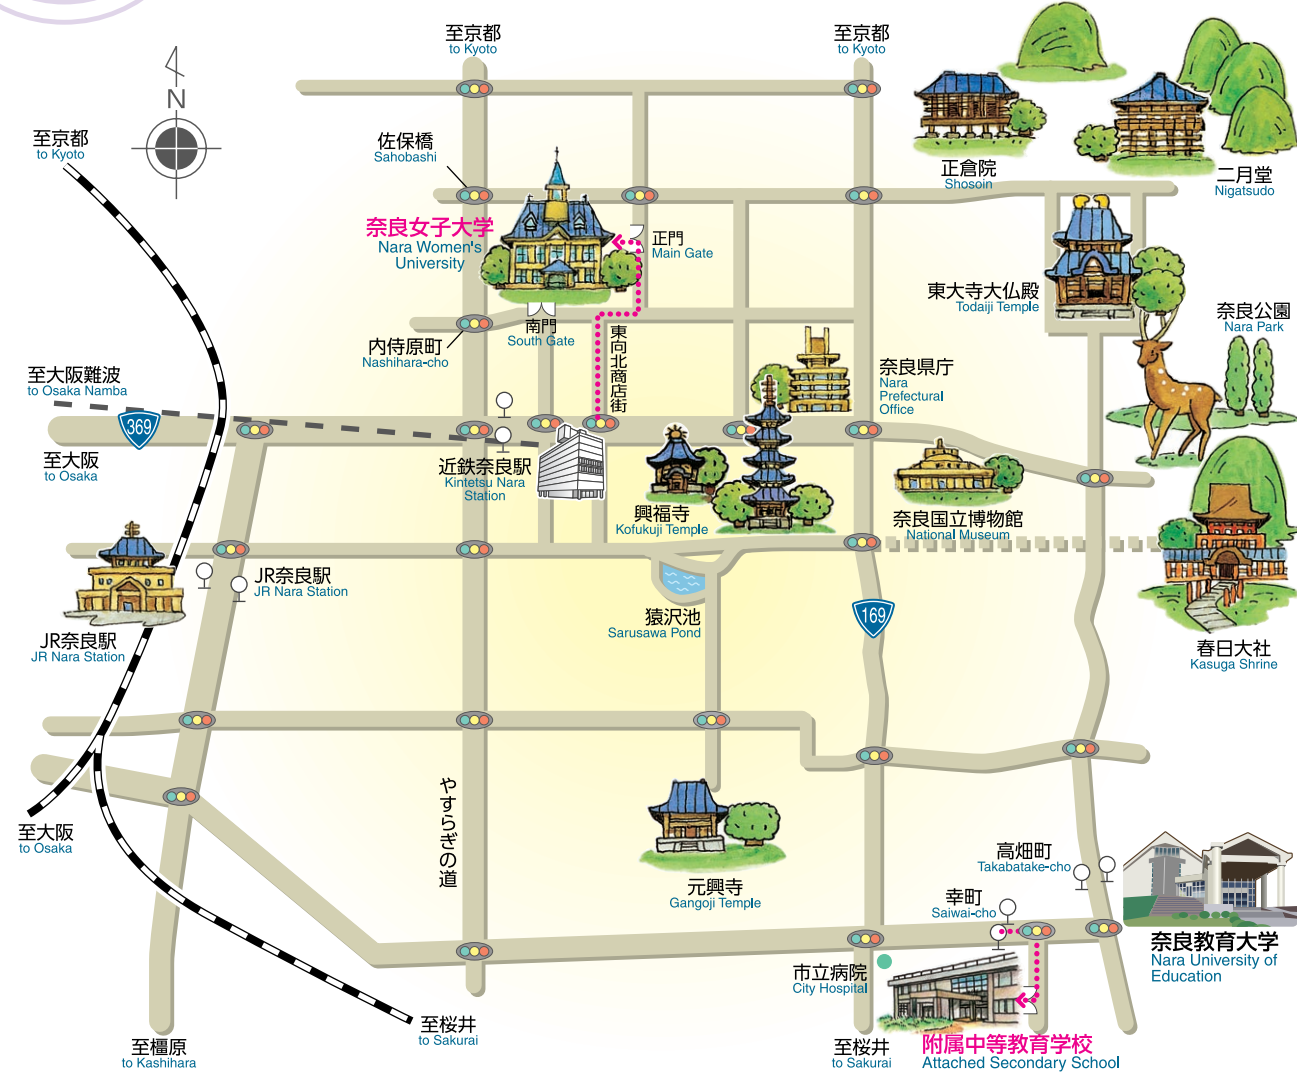 至京都
to Kyoto
至京都
to Kyoto
N
至京都
to Kyoto
佐保橋
Sahobashi
正倉院
Shosoin
二月堂
Nigatsudo
奈良女子大学
Nara Women's
University
正門
Main Gate
東大寺大仏殿
Todaiji Temple
奈良公園
Nara Park
南門
South Gate
内侍原町
Nashihara-cho
東向北商店街
奈良県庁
Nara
Prefectural
Office
至大阪難波
to Osaka Namba
369
至大阪
to Osaka
近鉄奈良駅
Kintetsu Nara
Station
興福寺
Kofukuji Temple
奈良国立博物館
National Museum
JR奈良駅
JR Nara Station
JR奈良駅
JR Nara Station
猿沢池
Sarusawa Pond
169
春日大社
Kasuga Shrine
やすらぎの道
至大阪
to Osaka
元興寺
Gangoji Temple
高畑町
Takabatake-cho
幸町
Saiwai-cho
奈良教育大学
Nara University of
Education
市立病院
City Hospital
至桜井
to Sakurai
至橿原
to Kashihara
至桜井
to Sakurai
附属中等教育学校
Attached Secondary School